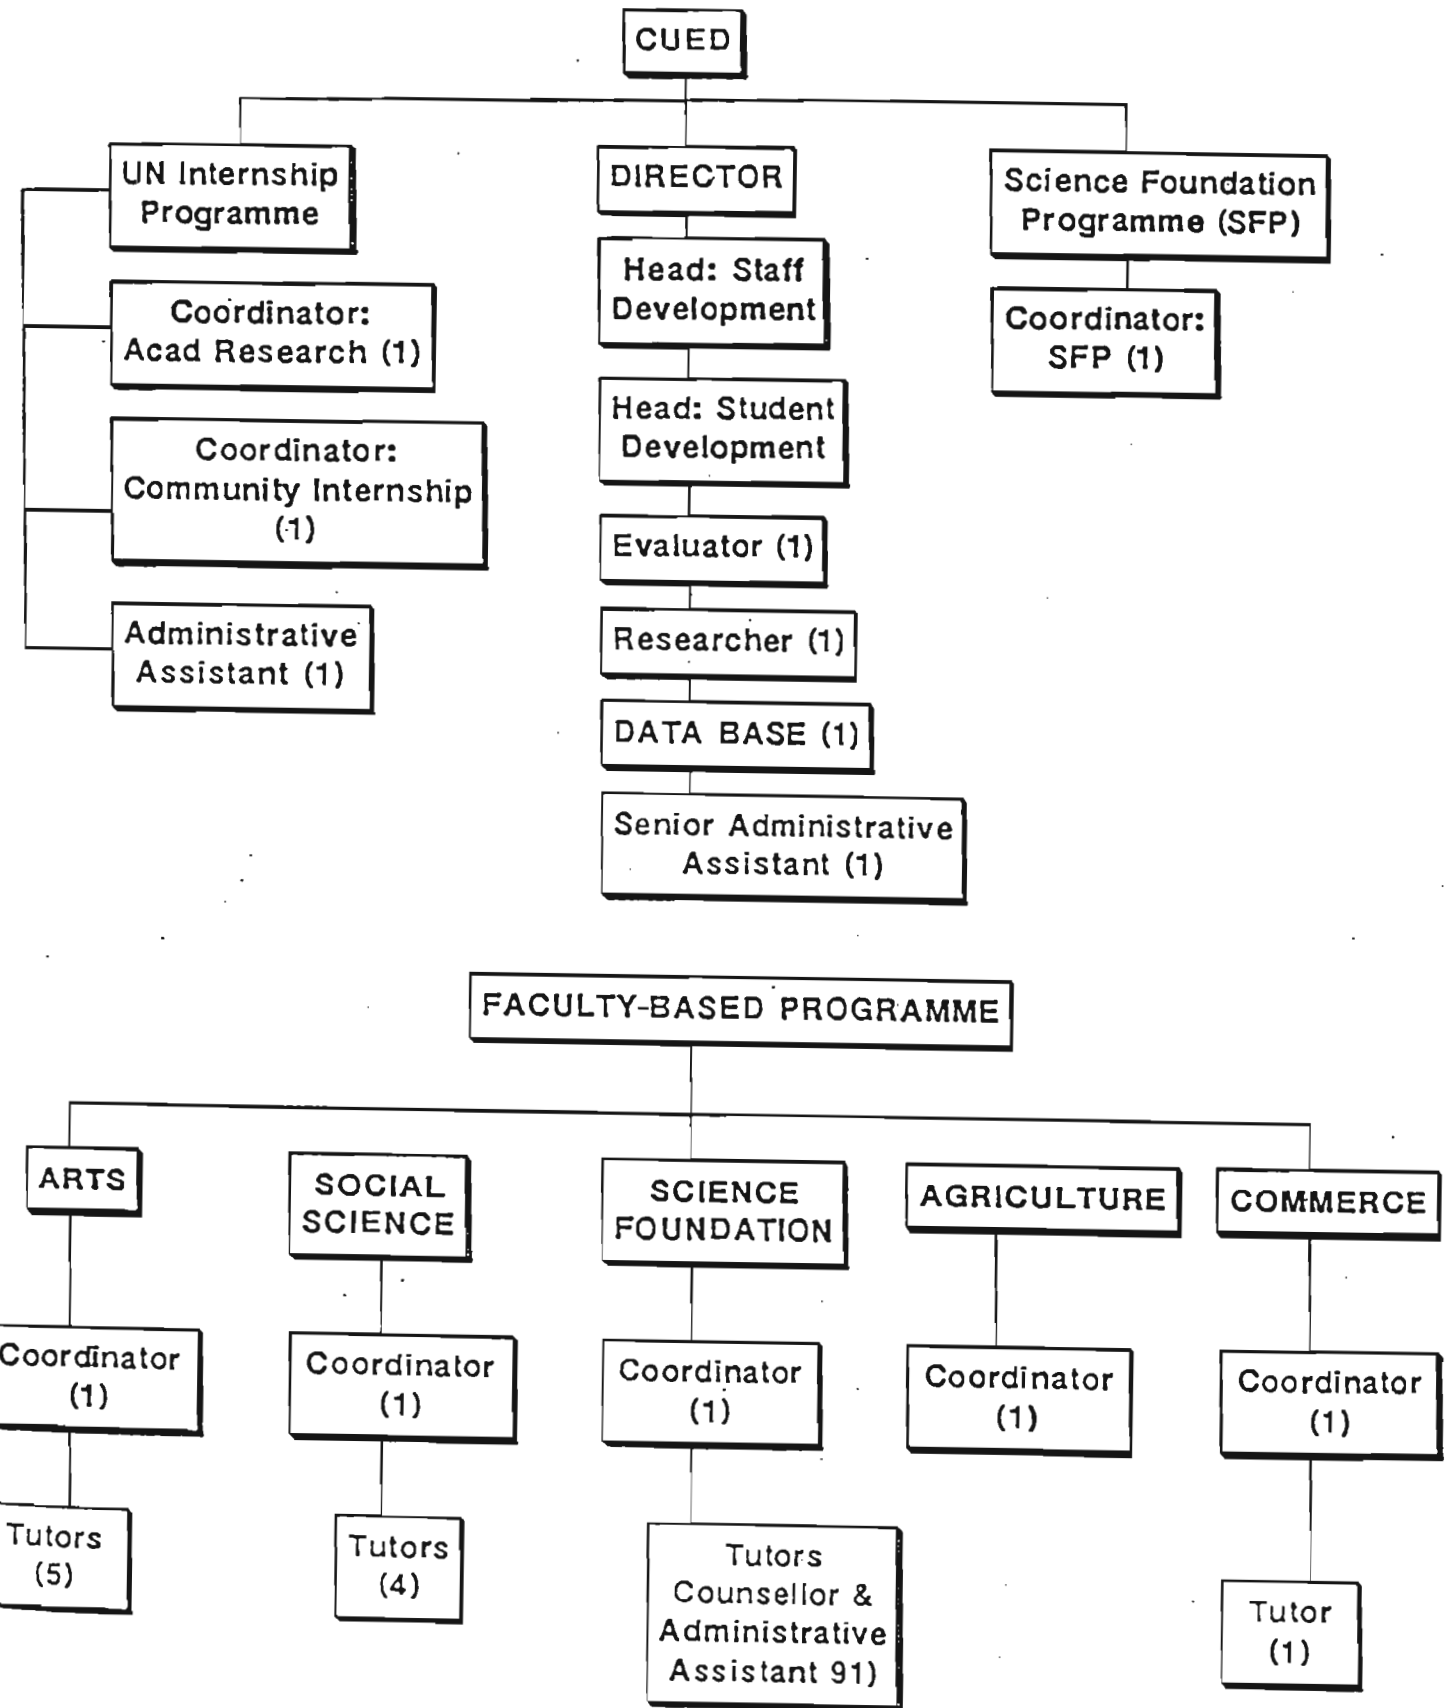 CUED
UN Internship
Programme
DIRECTOR
Science Foundation
Programme (SFP)
Coordinator:
Acad Research (1)
Head: Staff
Development
Coordinator:
SFP (1)
Coordinator:
Community Internship
(1)
Head: Student
Development
Evaluator (1)
Administrative
Assistant (1)
Researcher (1)
DATA BASE (1)
Senior Administrative
Assistant (1)
FACULTY-BASED PROGRAMME
ARTS
SOCIAL
SCIENCE
SCIENCE
FOUNDATION
AGRICULTURE
COMMERCE
Coordinator
(1)
Coordinator
(1)
Coordinator
(1)
Coordinator
(1)
Coordinator
(1)
Tutors
(5)
Tutors
(4)
Tutors
Counsellor &
Administrative
Assistant 91)
Tutor
(1)